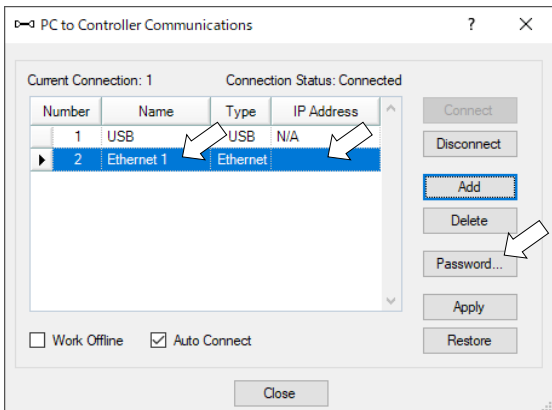 PC to Controller Communications ? ×
Current Connection: 1 Connection Status: Connected
Number Name Type IP Address
1 USB USB N/A
2 Ethernet 1 Ethernet
Connect
Disconnect
Add
Delete
Password...
Apply
Restore
Work Offline Auto Connect
Close